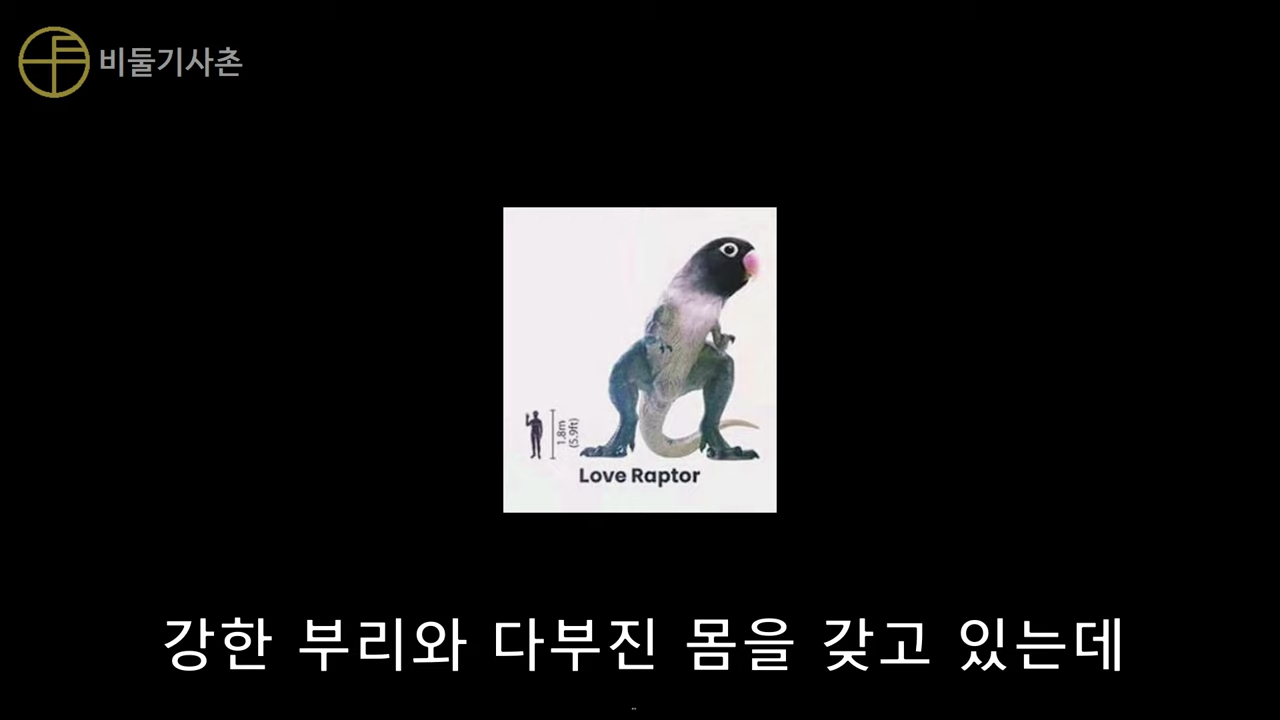 비둘기사촌
1.8m
(5.9ft)
Love Raptor
강한 부리와 다부진 몸을 갖고 있는데